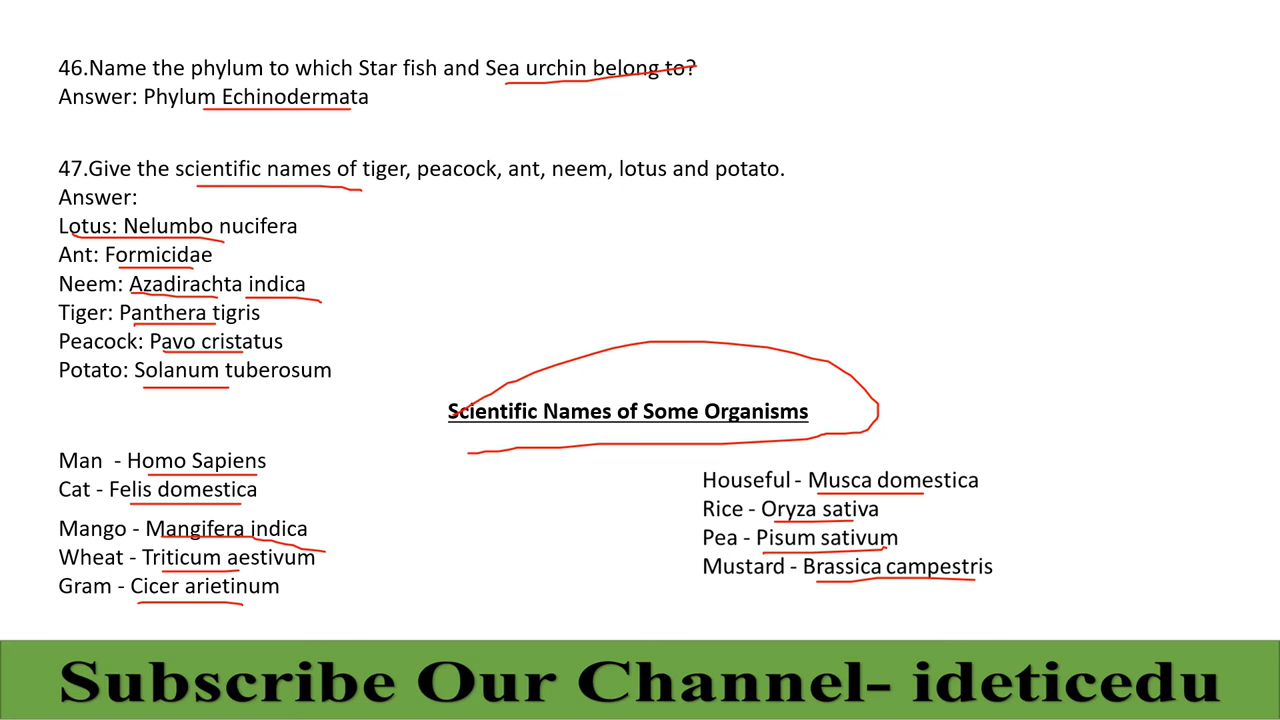 46.Name the phylum to which Star fish and Sea urchin belong to?
Answer: Phylum Echinodermata
47.Give the scientific names of tiger, peacock, ant, neem, lotus and potato.
Answer:
Lotus: Nelumbo nucifera
Ant: Formicidae
Neem: Azadirachta indica
Tiger: Panthera tigris
Peacock: Pavo cristatus
Potato: Solanum tuberosum
Scientific Names of Some Organisms
Man - Homo Sapiens
Cat - Felis domestica
Mango - Mangifera indica
Wheat - Triticum aestivum
Gram - Cicer arietinum
Houseful - Musca domestica
Rice - Oryza sativa
Pea - Pisum sativum
Mustard - Brassica campestris
Subscribe Our Channel- ideticedu